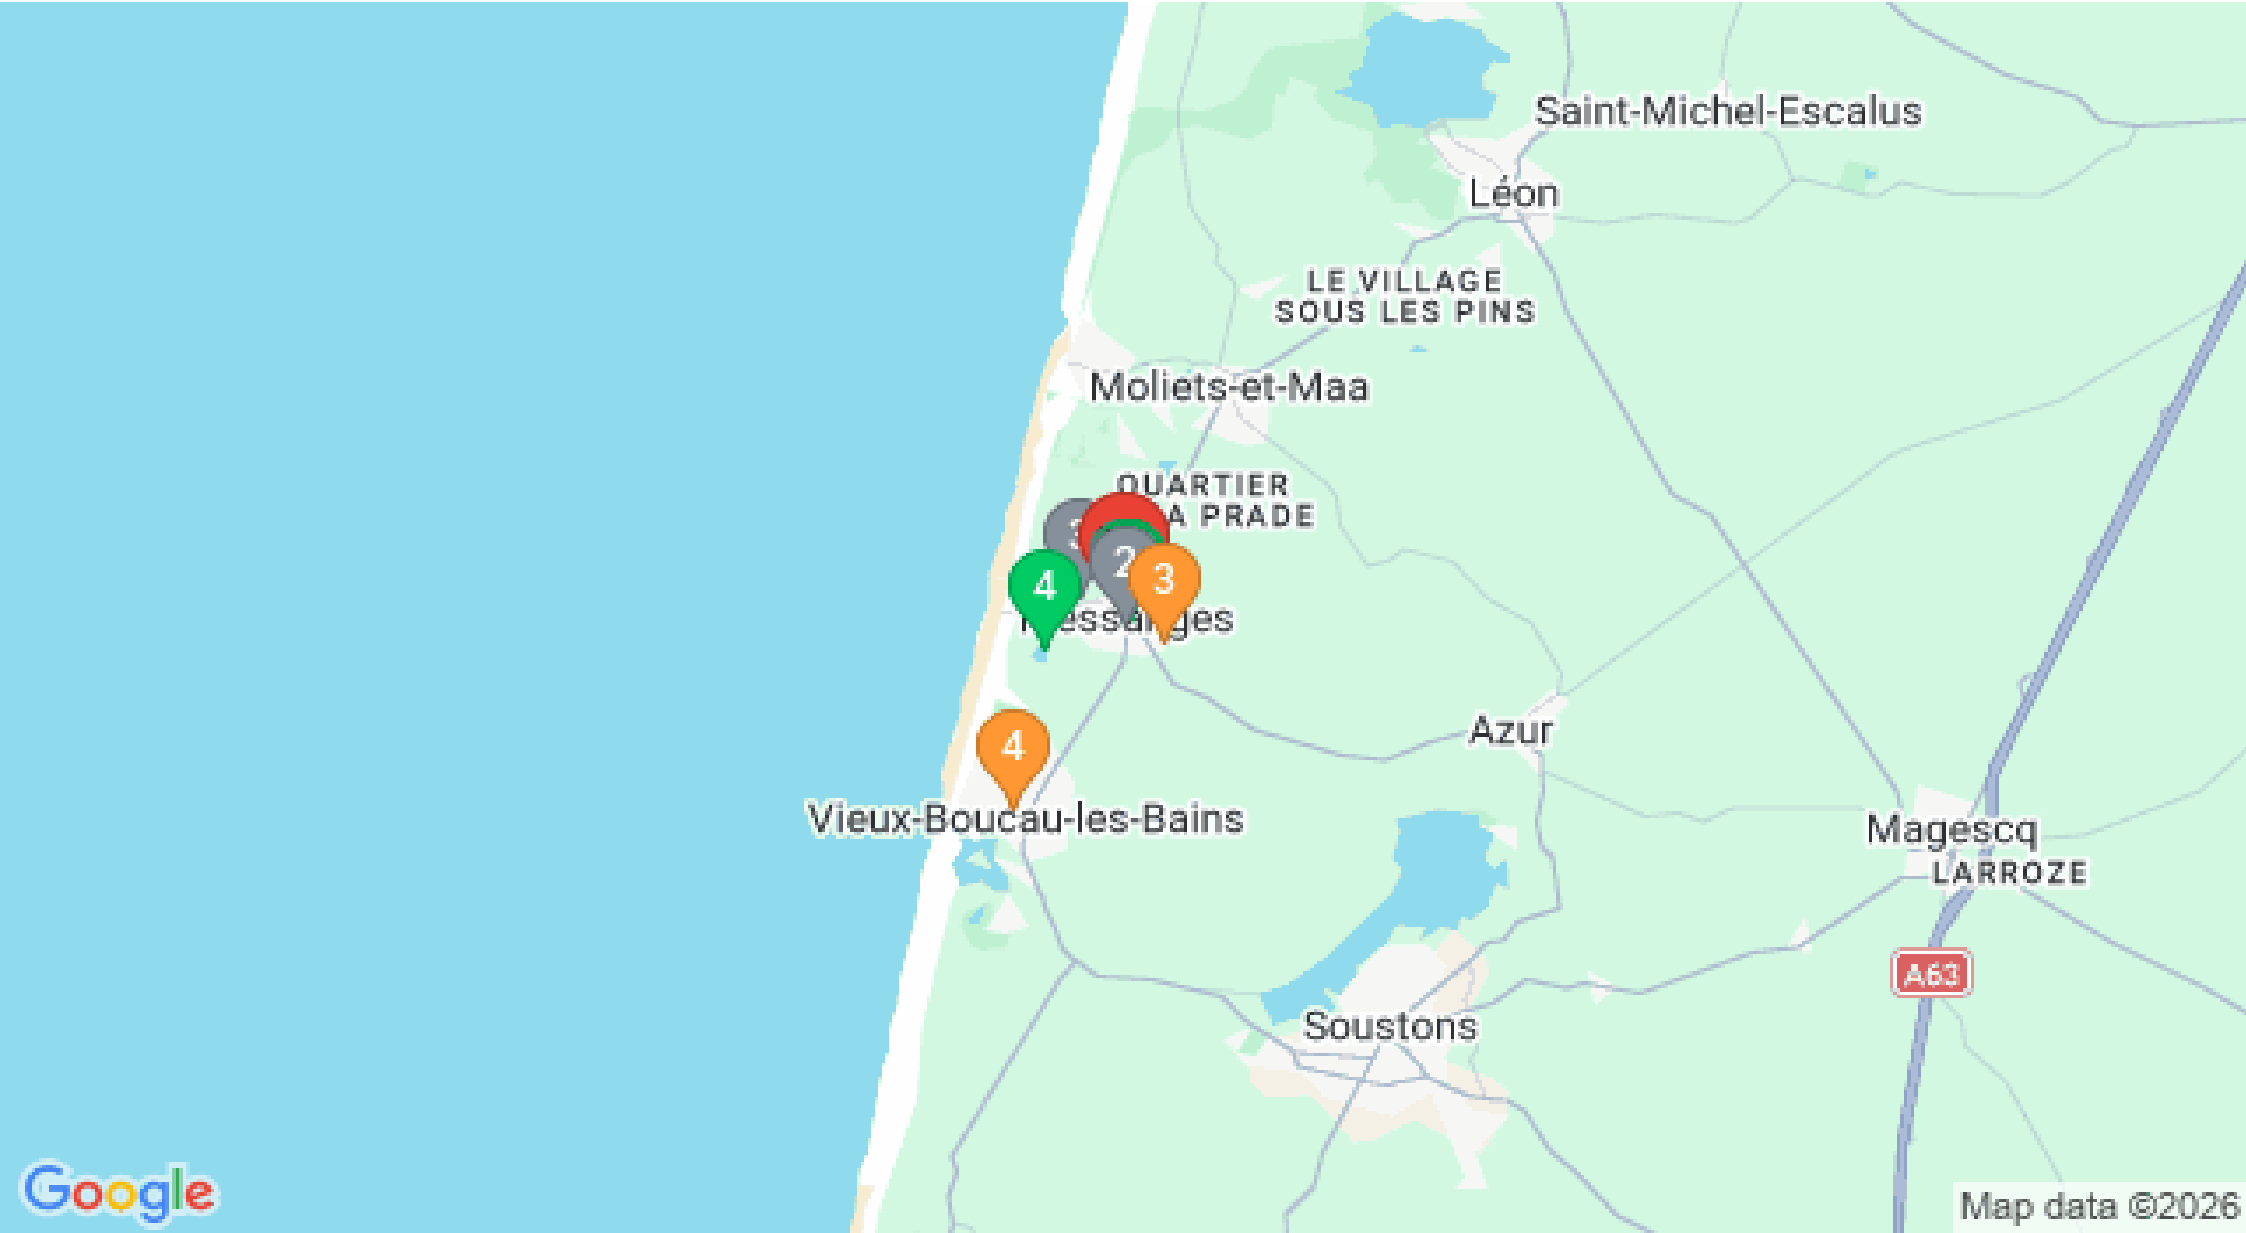 Saint-Michel-Escalus
Léon
LE VILLAGE
SOUS LES PINS
Moliets-et-Maa
QUARTIER
PRADE
3
2
3
4
4
Azur
Vieux-Boucau-les-Bains
Magescq
LARROZE
A63
Soustons
Google
Map data ©2026